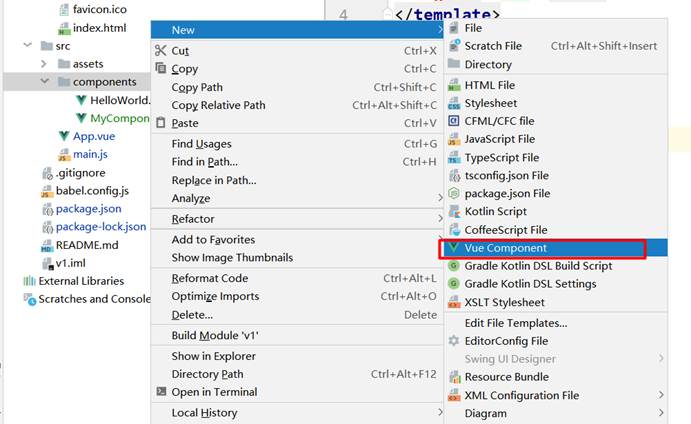 favicon.ico
index.html
src
assets
components
HelloWorld.
MyCompon
App.vue
main.js
.gitignore
babel.config.js
package.json
package-lock.json
README.md
v1.iml
External Libraries
Scratches and Console
4 </template>
New
Cut Ctrl+X
Copy Ctrl+C
Copy Path Ctrl+Shift+C
Copy Relative Path Ctrl+Alt+Shift+C
Paste Ctrl+V
Find Usages Ctrl+G
Find in Path... Ctrl+H
Replace in Path...
Analyze
Refactor
Add to Favorites
Show Image Thumbnails
Reformat Code Ctrl+Alt+L
Optimize Imports Ctrl+Alt+O
Delete... Delete
Build Module 'v1'
Show in Explorer
Directory Path Ctrl+Alt+F12
Open in Terminal
Local History
File
Scratch File Ctrl+Alt+Shift+Insert
Directory
HTML File
Stylesheet
CFML/CFC file
JavaScript File
TypeScript File
tsconfig.json File
package.json File
Kotlin Script
CoffeeScript File
Vue Component
Gradle Kotlin DSL Build Script
Gradle Kotlin DSL Settings
XSLT Stylesheet
Edit File Templates...
EditorConfig File
Swing UI Designer
Resource Bundle
XML Configuration File
Diagram